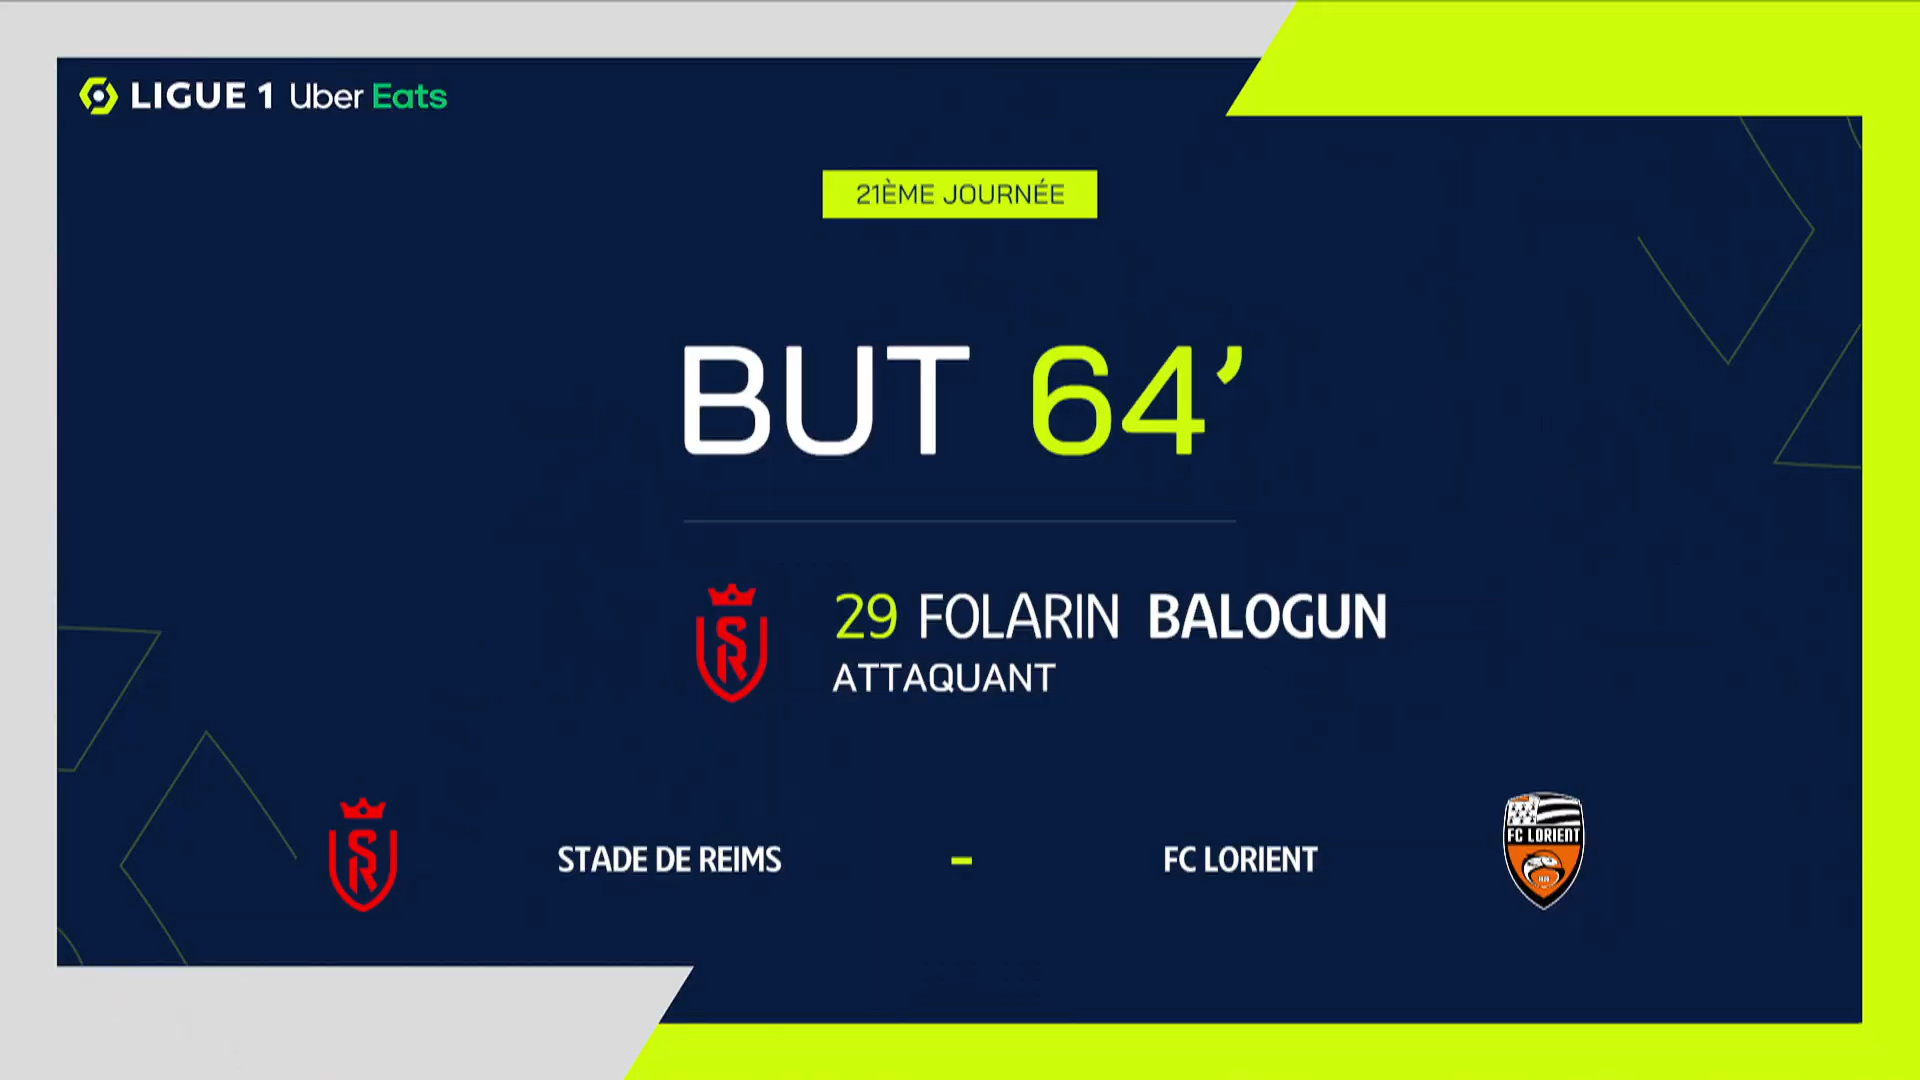 LIGUE 1 Uber Eats
21ÈME JOURNÉE
BUT 64’
29 FOLARIN BALOGUN
ATTAQUANT
STADE DE REIMS - FC LORIENT
FC LORIENT